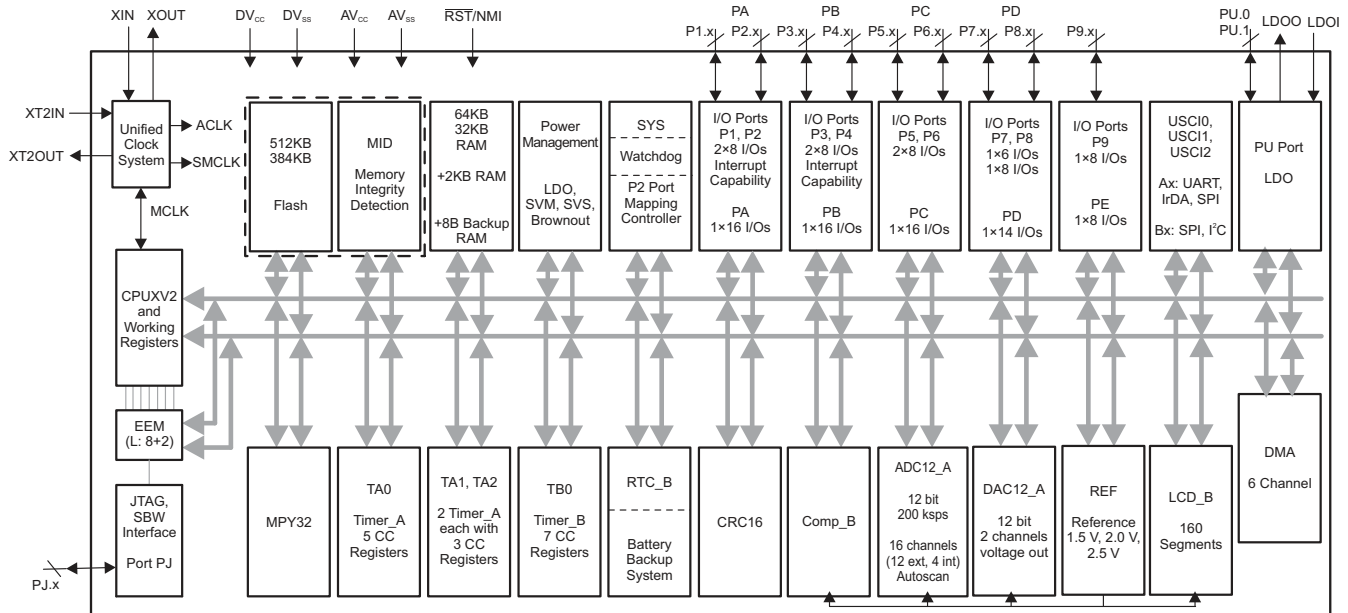 XIN
XOUT
DVCC
DVSS
AVCC
AVSS
RST/NMI
PA
P1.x
P2.x
PB
P3.x
P4.x
PC
P5.x
P6.x
PD
P7.x
P8.x
P9.x
PU.0
PU.1
LDOO
LDOI
XT2IN
XT2OUT
Unified
Clock
System
ACLK
SMCLK
MCLK
512KB
384KB
Flash
MID
Memory
Integrity
Detection
64KB
32KB
RAM
+2KB RAM
+8B Backup
RAM
Power
Management
LDO,
SVM, SVS,
Brownout
SYS
Watchdog
P2 Port
Mapping
Controller
I/O Ports
P1, P2
2×8 I/Os
Interrupt
Capability
PA
1×16 I/Os
I/O Ports
P3, P4
2×8 I/Os
Interrupt
Capability
PB
1×16 I/Os
I/O Ports
P5, P6
2×8 I/Os
PC
1×16 I/Os
I/O Ports
P7, P8
1×6 I/Os
1×8 I/Os
PD
1×14 I/Os
I/O Ports
P9
1×8 I/Os
PE
1×8 I/Os
USCI0,
USCI1,
USCI2
Ax: UART,
IrDA, SPI
Bx: SPI, I²C
PU Port
LDO
CPUXV2
and
Working
Registers
EEM
(L: 8+2)
JTAG,
SBW
Interface
Port PJ
PJ.x
MPY32
TA0
Timer_A
5 CC
Registers
TA1, TA2
2 Timer_A
each with
3 CC
Registers
TB0
Timer_B
7 CC
Registers
RTC_B
Battery
Backup
System
CRC16
Comp_B
ADC12_A
12 bit
200 ksps
16 channels
(12 ext, 4 int)
Autoscan
DAC12_A
12 bit
2 channels
voltage out
REF
Reference
1.5 V, 2.0 V,
2.5 V
LCD_B
160
Segments
DMA
6 Channel